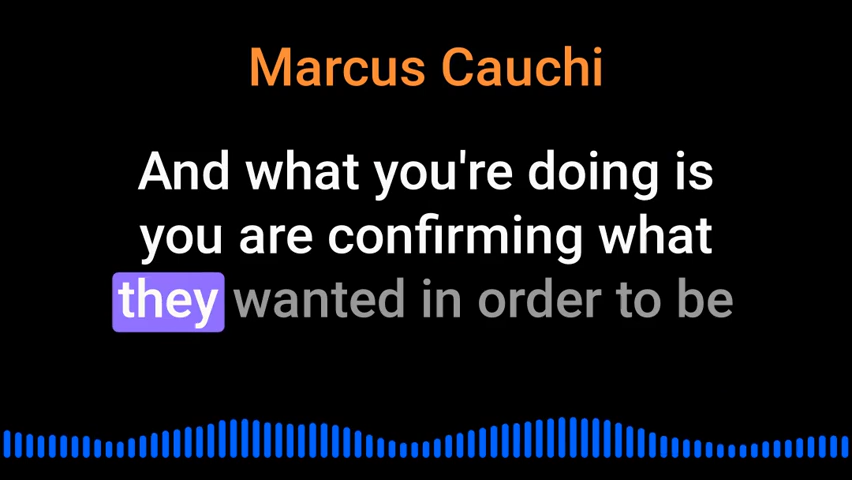 Marcus Cauchi
And what you're doing is
you are confirming what
they wanted in order to be